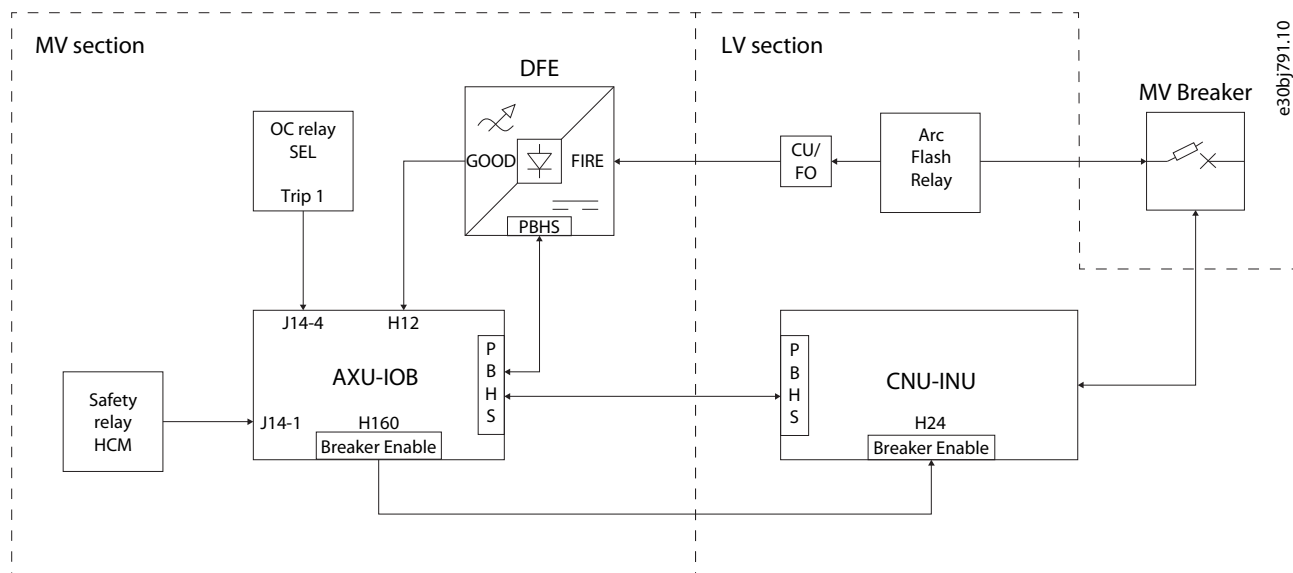 MV section
LV section
e30bj791.10
DFE
MV Breaker
OC relay
SEL
Trip 1
GOOD
FIRE
PBHS
CU/
FO
Arc
Flash
Relay
J14-4
H12
AXU-IOB
P
B
H
S
J14-1
H160
Breaker Enable
Safety
relay
HCM
P
B
H
S
CNU-INU
H24
Breaker Enable